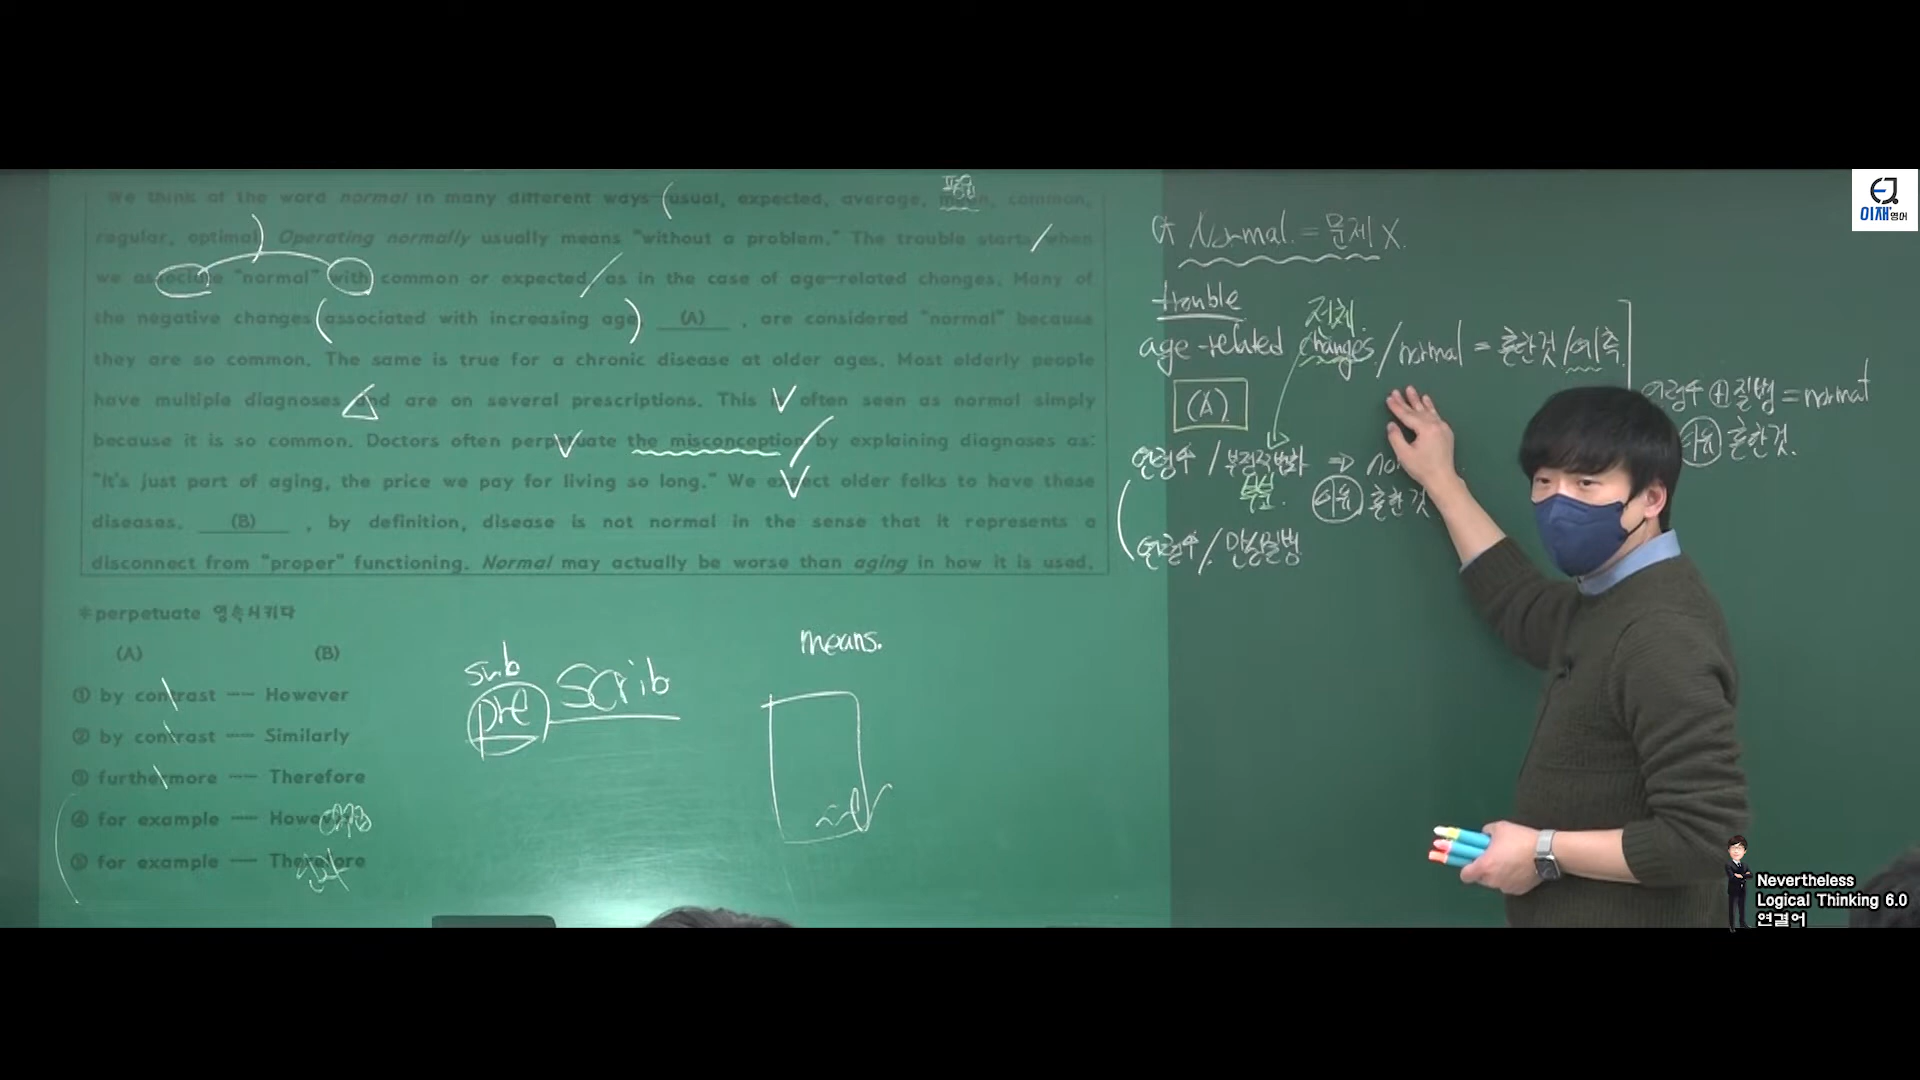 We think of the word normal in many different ways usual, expected, average, mean, common,
regular, optimal. Operating normally usually means "without a problem." The trouble starts when
we associate "normal" with common or expected, as in the case of age-related changes. Many of
the negative changes associated with increasing age, (A) , are considered "normal" because
they are so common. The same is true for a chronic disease at older ages. Most elderly people
have multiple diagnoses and are on several prescriptions. This is often seen as normal simply
because it is so common. Doctors often perpetuate the misconception by explaining diagnoses as:
"It's just part of aging, the price we pay for living so long." We expect older folks to have these
diseases. (B) , by definition, disease is not normal in the sense that it represents a
disconnect from "proper" functioning. Normal may actually be worse than aging in how it is used.
*perpetuate 영속시키다
(A) (B)
① by contrast ---- However
② by contrast ---- Similarly
③ furthermore ---- Therefore
④ for example ---- However
⑤ for example ---- Therefore
평균
sub
pre scrib
means.
Normal = 문제 X.
trouble
전체.
age-related changes / normal = 흔한것 / 예측
(A)
연령↑ / 부정적변화 ⇒
이유 흔한것
연령↑ / 만성질병
연령↑ + 질병 = normal
이유 흔한것.
EJ
이재영어
Nevertheless
Logical Thinking 6.0
연결어